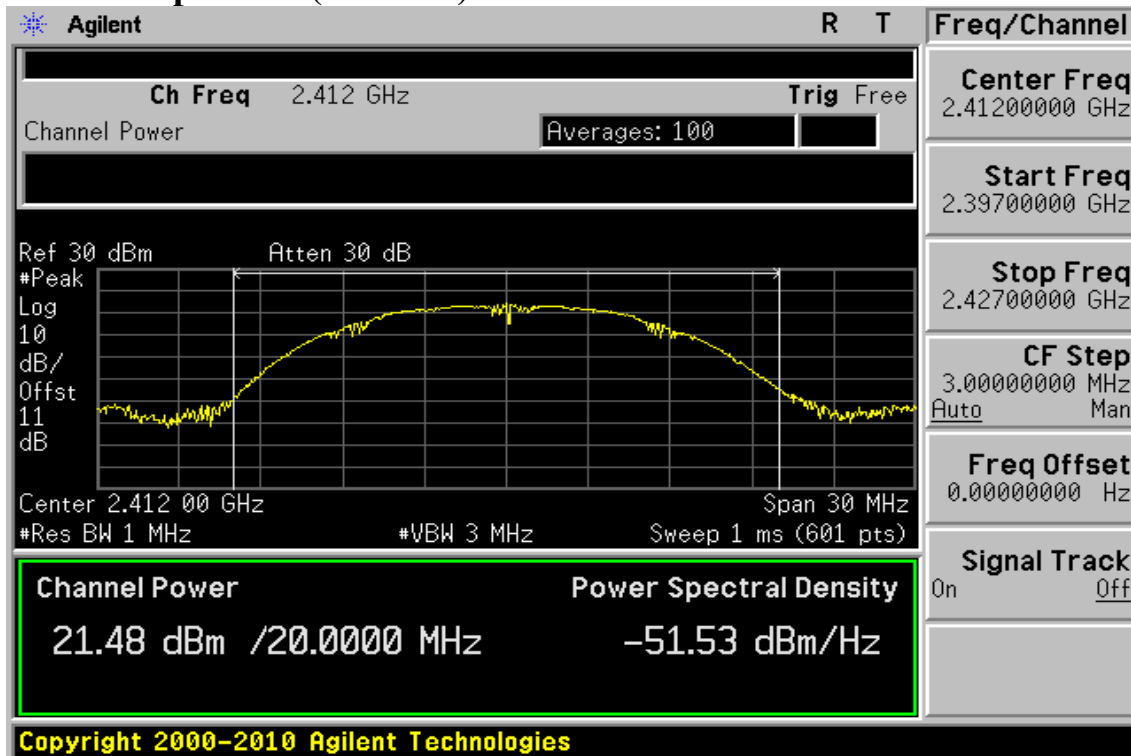 Agilent R T
Ch Freq 2.412 GHz Trig Free
Channel Power Averages: 100
Ref 30 dBm Atten 30 dB
#Peak
Log
10
dB/
Offst
11
dB
Center 2.412 00 GHz Span 30 MHz
#Res BW 1 MHz #VBW 3 MHz Sweep 1 ms (601 pts)
Channel Power Power Spectral Density
21.48 dBm /20.0000 MHz -51.53 dBm/Hz
Freq/Channel
Center Freq
2.41200000 GHz
Start Freq
2.39700000 GHz
Stop Freq
2.42700000 GHz
CF Step
3.00000000 MHz
Auto Man
Freq Offset
0.00000000 Hz
Signal Track
On Off
Copyright 2000-2010 Agilent Technologies